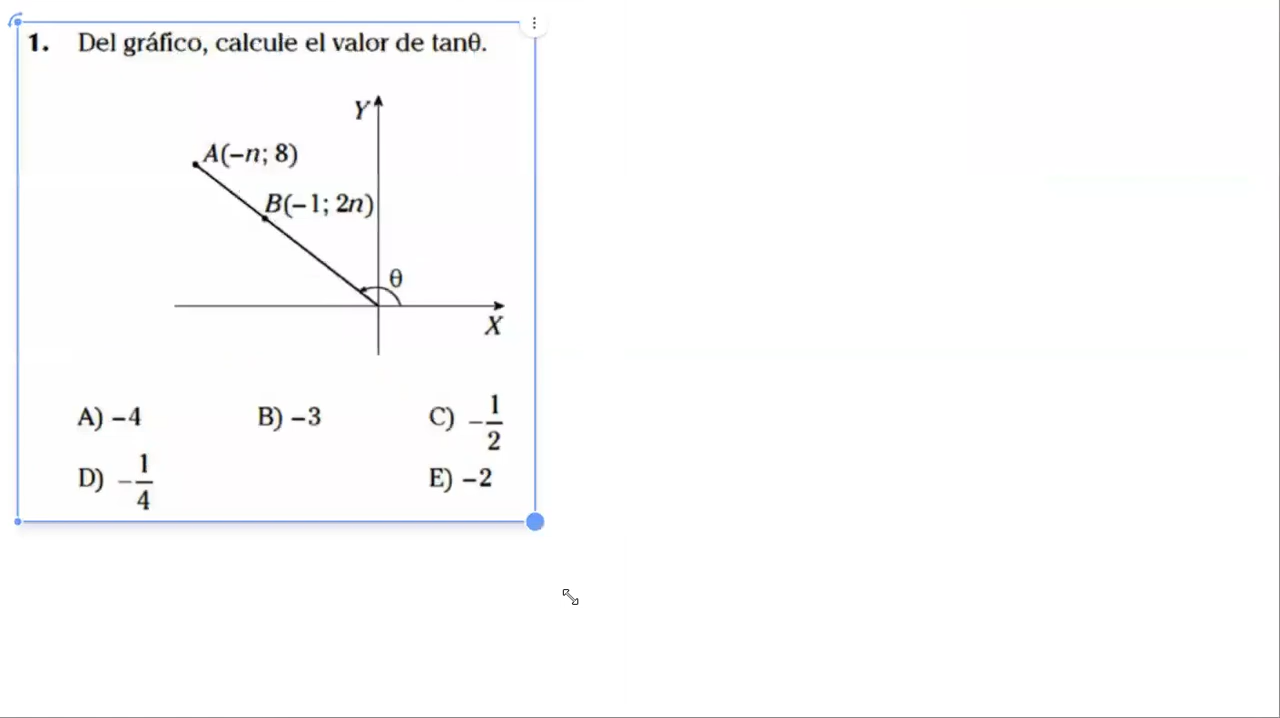 1. Del gráfico, calcule el valor de tanθ.
Y
A(−n; 8)
B(−1; 2n)
θ
X
A) −4 B) −3 C) −1/2
D) −1/4 E) −2